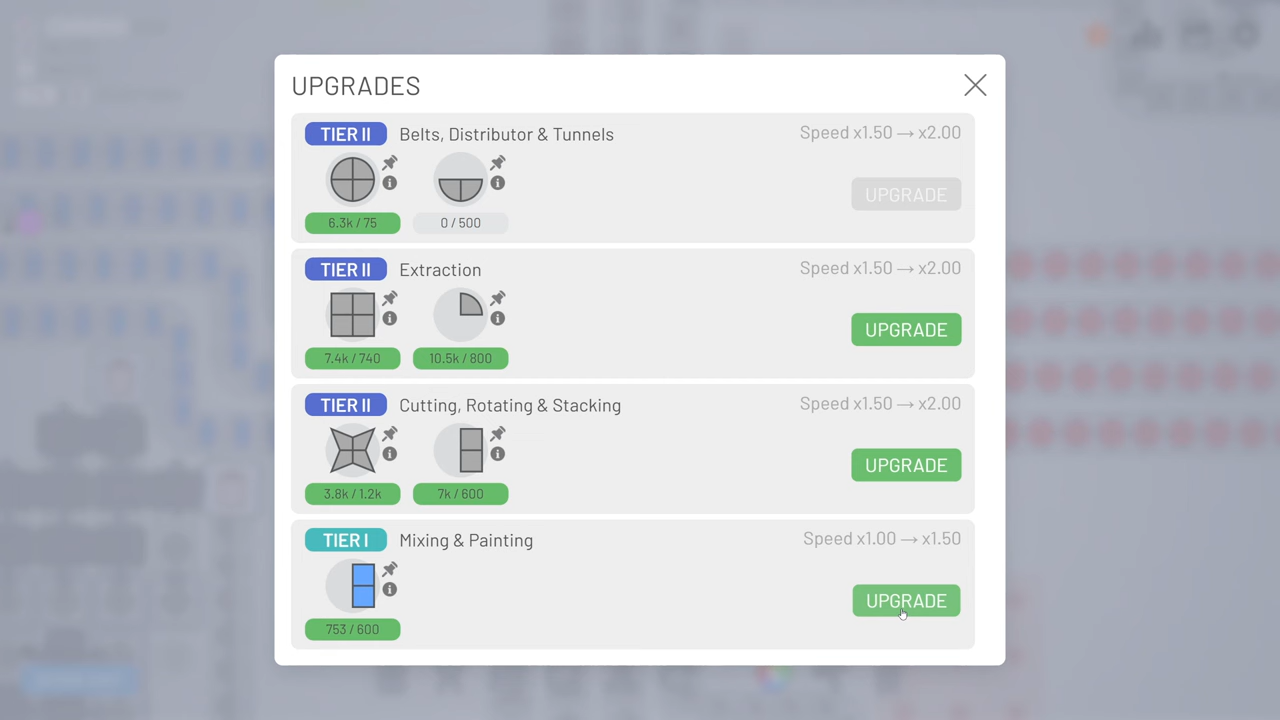 UPGRADES
TIER II Belts, Distributor & Tunnels Speed x1.50 → x2.00
UPGRADE
6.3k / 75 0 / 500
TIER II Extraction Speed x1.50 → x2.00
UPGRADE
7.4k / 740 10.5k / 800
TIER II Cutting, Rotating & Stacking Speed x1.50 → x2.00
UPGRADE
3.8k / 1.2k 7k / 600
TIER I Mixing & Painting Speed x1.00 → x1.50
UPGRADE
753 / 600